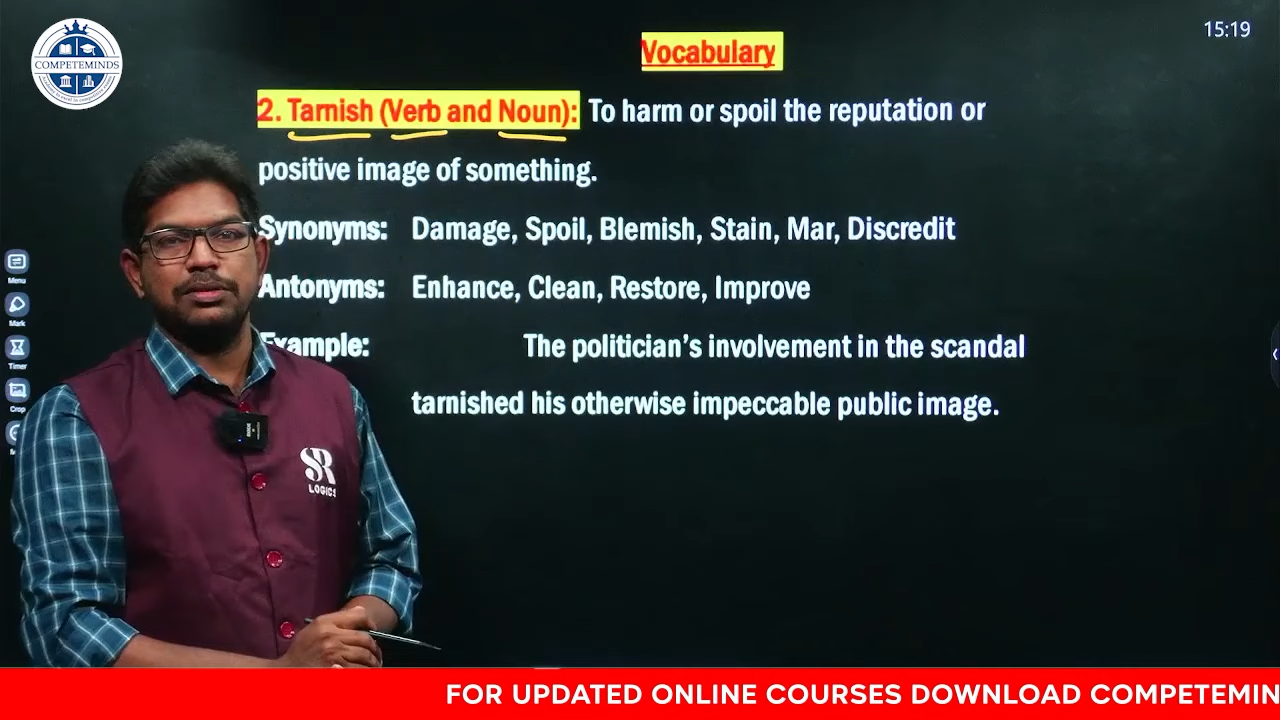 COMPETEMINDS
15:19
Vocabulary
2. Tarnish (Verb and Noun): To harm or spoil the reputation or
positive image of something.
Synonyms: Damage, Spoil, Blemish, Stain, Mar, Discredit
Antonyms: Enhance, Clean, Restore, Improve
Example: The politician's involvement in the scandal
tarnished his otherwise impeccable public image.
Menu
Mark
Timer
Crop
SR
LOGICS
FOR UPDATED ONLINE COURSES DOWNLOAD COMPETEMIN